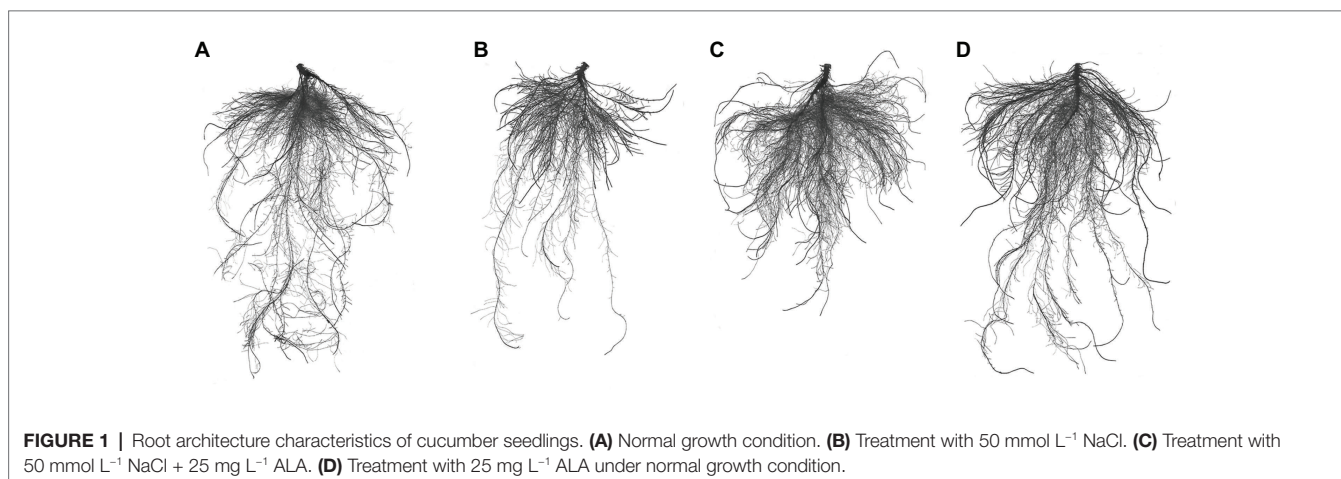 A
B
C
D
FIGURE 1 | Root architecture characteristics of cucumber seedlings. (A) Normal growth condition. (B) Treatment with 50 mmol L⁻¹ NaCl. (C) Treatment with
50 mmol L⁻¹ NaCl + 25 mg L⁻¹ ALA. (D) Treatment with 25 mg L⁻¹ ALA under normal growth condition.